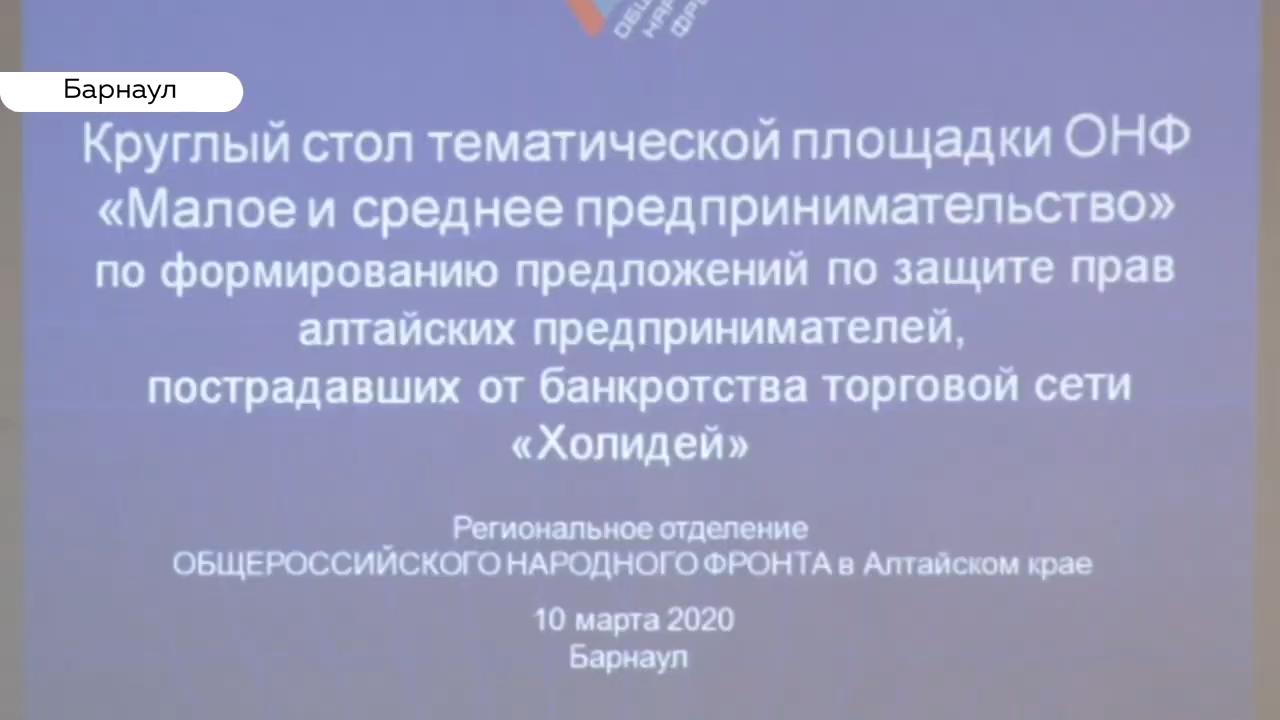 Барнаул
Круглый стол тематической площадки ОНФ
«Малое и среднее предпринимательство»
по формированию предложений по защите прав
алтайских предпринимателей,
пострадавших от банкротства торговой сети
«Холидей»
Региональное отделение
ОБЩЕРОССИЙСКОГО НАРОДНОГО ФРОНТА в Алтайском крае
10 марта 2020
Барнаул